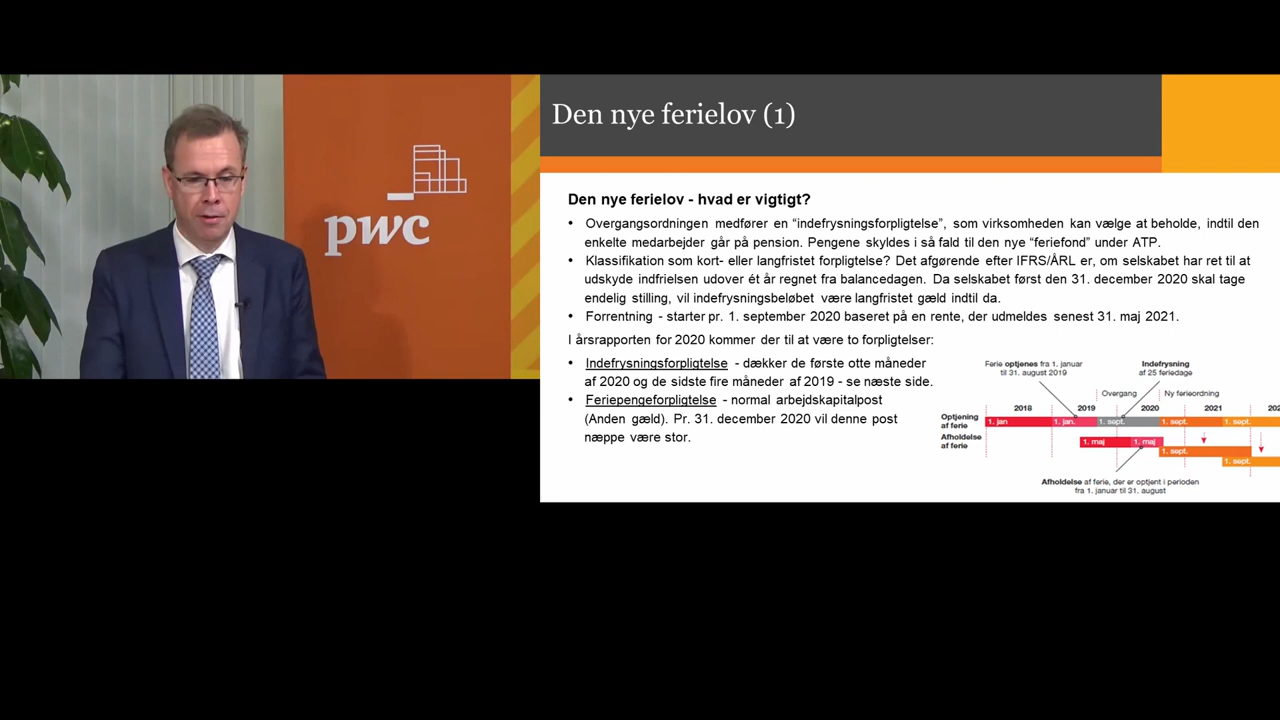 pwc
Den nye ferielov (1)
Den nye ferielov - hvad er vigtigt?
• Overgangsordningen medfører en “indefrysningsforpligtelse”, som virksomheden kan vælge at beholde, indtil den
enkelte medarbejder går på pension. Pengene skyldes i så fald til den nye “feriefond” under ATP.
• Klassifikation som kort- eller langfristet forpligtelse? Det afgørende efter IFRS/ÅRL er, om selskabet har ret til at
udskyde indfrielsen udover ét år regnet fra balancedagen. Da selskabet først den 31. december 2020 skal tage
endelig stilling, vil indefrysningsbeløbet være langfristet gæld indtil da.
• Forrentning - starter pr. 1. september 2020 baseret på en rente, der udmeldes senest 31. maj 2021.
I årsrapporten for 2020 kommer der til at være to forpligtelser:
• Indefrysningsforpligtelse - dækker de første otte måneder
af 2020 og de sidste fire måneder af 2019 - se næste side.
• Feriepengeforpligtelse - normal arbejdskapitalpost
(Anden gæld). Pr. 31. december 2020 vil denne post
næppe være stor.
Ferie optjenes fra 1. januar
til 31. august 2019
Indefrysning
af 25 feriedage
Overgang
Ny ferieordning
2018 2019 2020 2021 202
Optjening
af ferie
1. jan 1. jan. 1. sept. 1. sept. 1. sept.
Afholdelse
af ferie
1. maj 1. maj
1. sept.
1. sept.
Afholdelse af ferie, der er optjent i perioden
fra 1. januar til 31. august